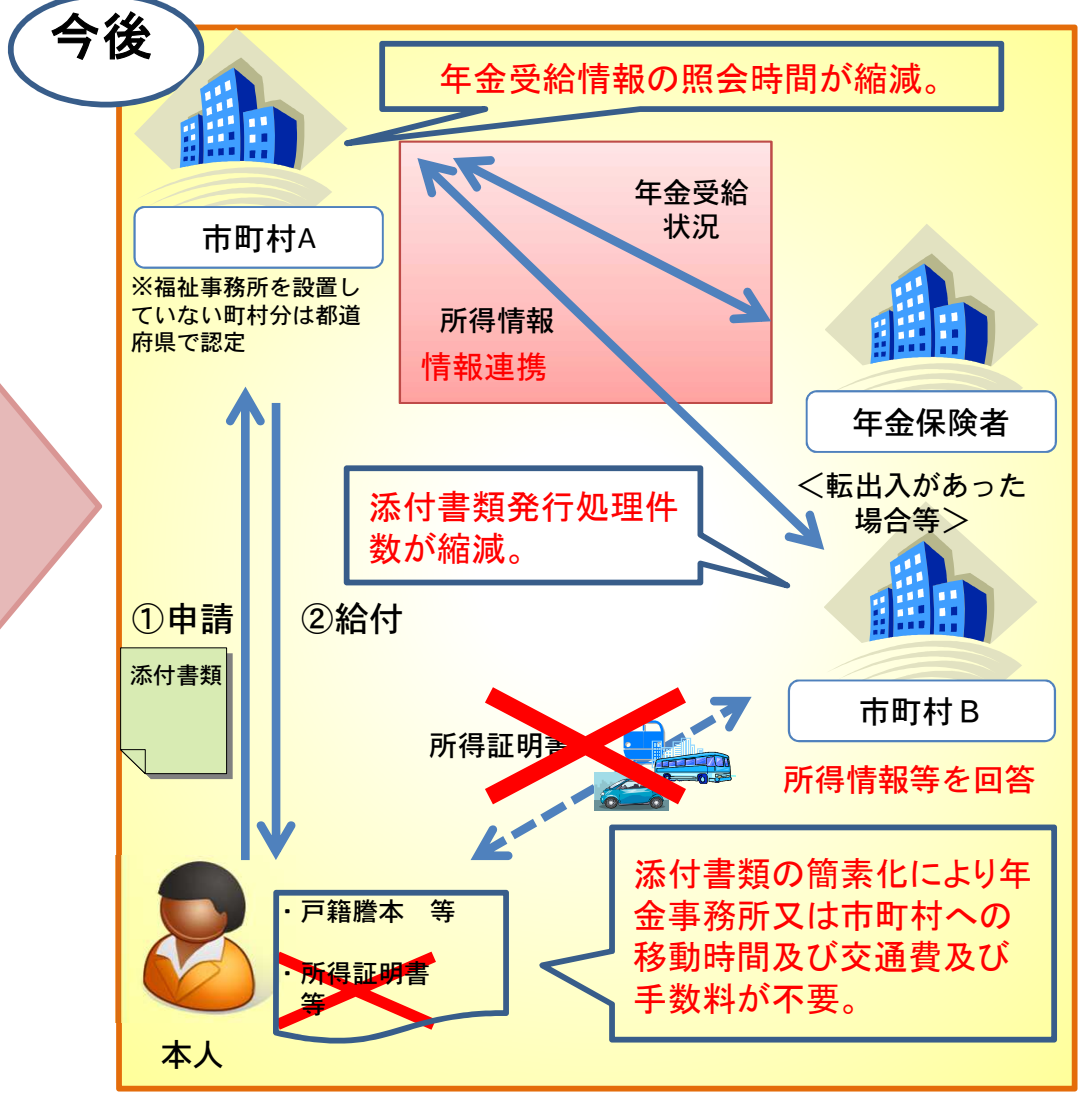 今後
年金受給情報の照会時間が縮減。
市町村A
※福祉事務所を設置し
ていない町村分は都道
府県で認定
年金受給
状況
所得情報
情報連携
年金保険者
＜転出入があった
場合等＞
添付書類発行処理件
数が縮減。
①申請
②給付
添付書類
市町村Ｂ
所得証明書
所得情報等を回答
添付書類の簡素化により年
金事務所又は市町村への
移動時間及び交通費及び
手数料が不要。
・戸籍謄本　等
・所得証明書
等
本人